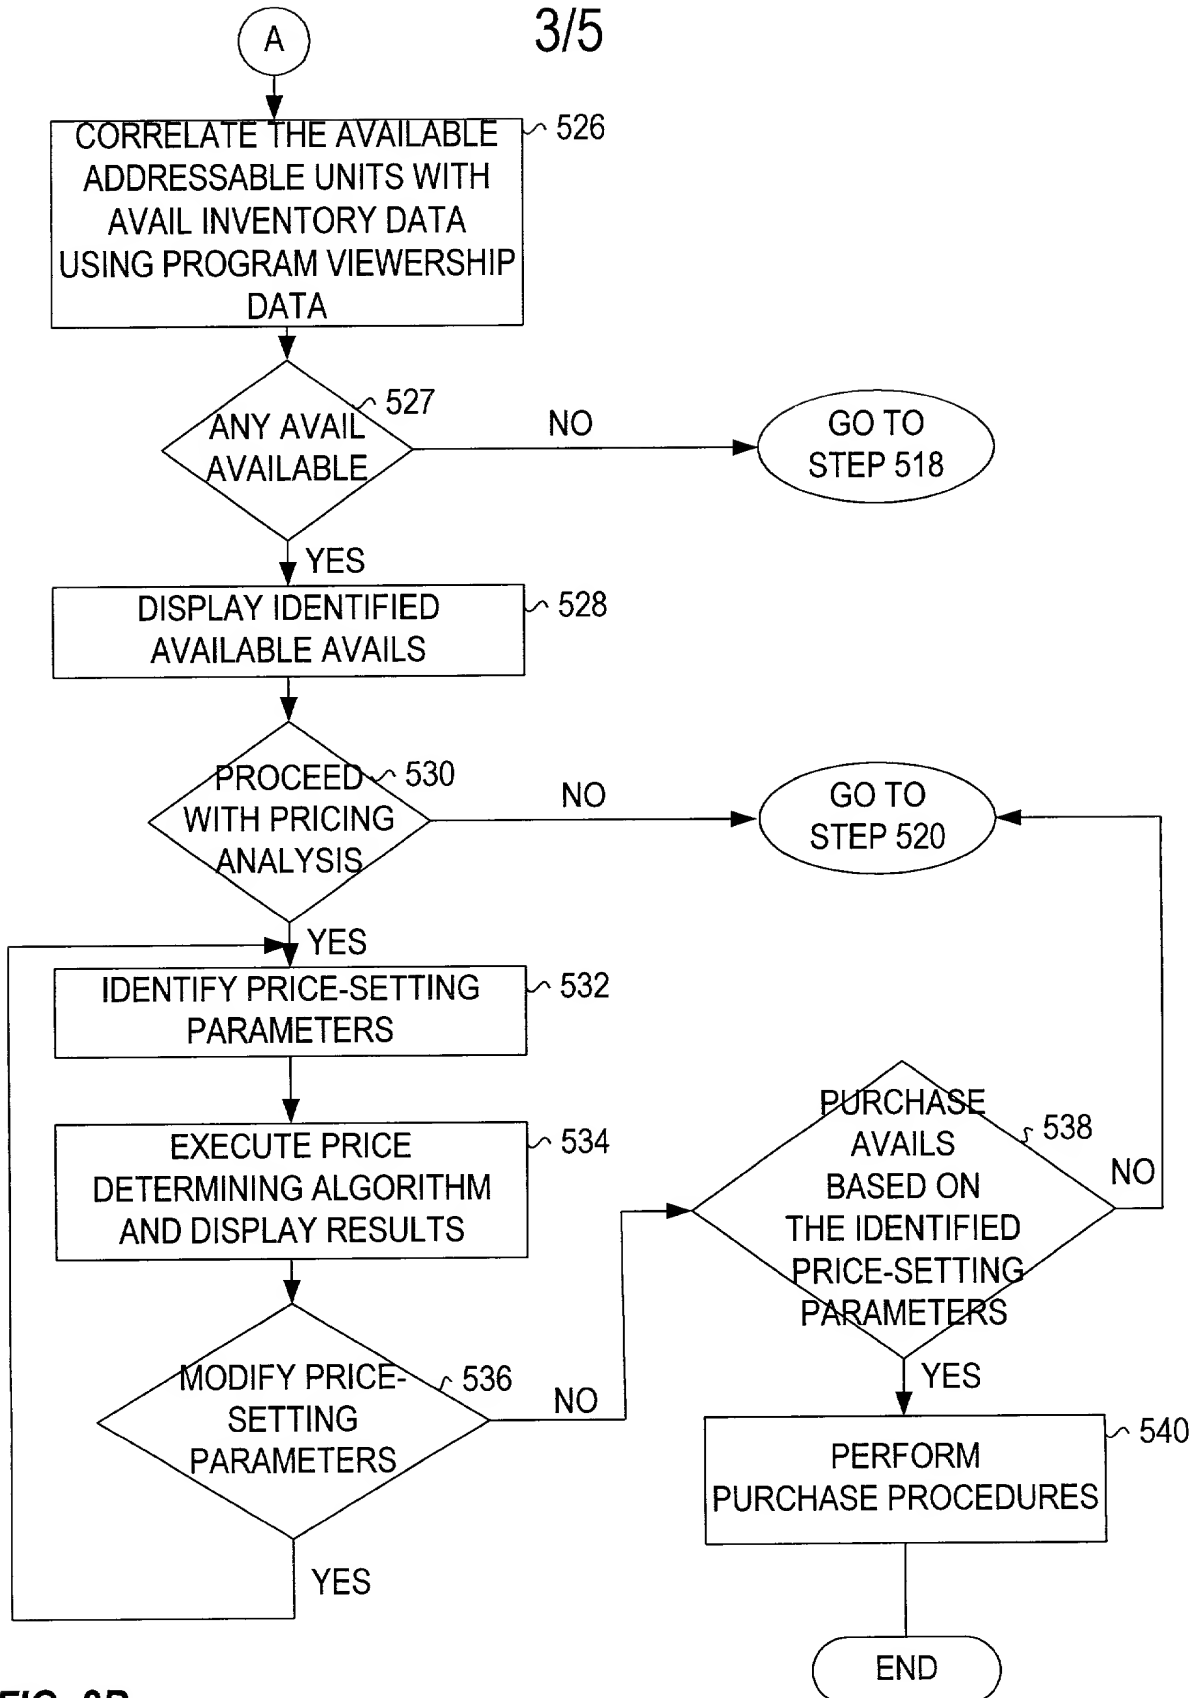 3/5
A
CORRELATE THE AVAILABLE
ADDRESSABLE UNITS WITH
AVAIL INVENTORY DATA
USING PROGRAM VIEWERSHIP
DATA
526
ANY AVAIL
AVAILABLE
527
NO
GO TO
STEP 518
YES
DISPLAY IDENTIFIED
AVAILABLE AVAILS
528
PROCEED
WITH PRICING
ANALYSIS
530
NO
GO TO
STEP 520
YES
IDENTIFY PRICE-SETTING
PARAMETERS
532
EXECUTE PRICE
DETERMINING ALGORITHM
AND DISPLAY RESULTS
534
MODIFY PRICE-
SETTING
PARAMETERS
536
NO
YES
PURCHASE
AVAILS
BASED ON
THE IDENTIFIED
PRICE-SETTING
PARAMETERS
538
NO
YES
PERFORM
PURCHASE PROCEDURES
540
END